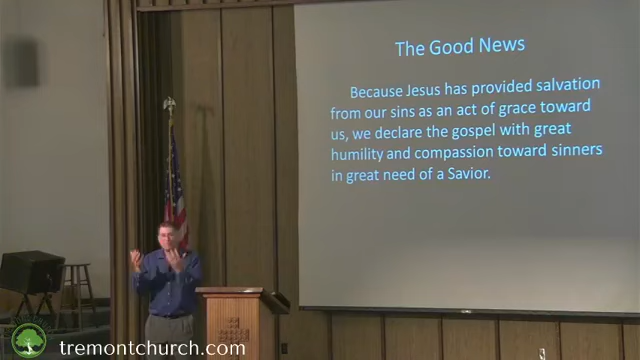 The Good News
Because Jesus has provided salvation
from our sins as an act of grace toward
us, we declare the gospel with great
humility and compassion toward sinners
in great need of a Savior.
tremontchurch.com